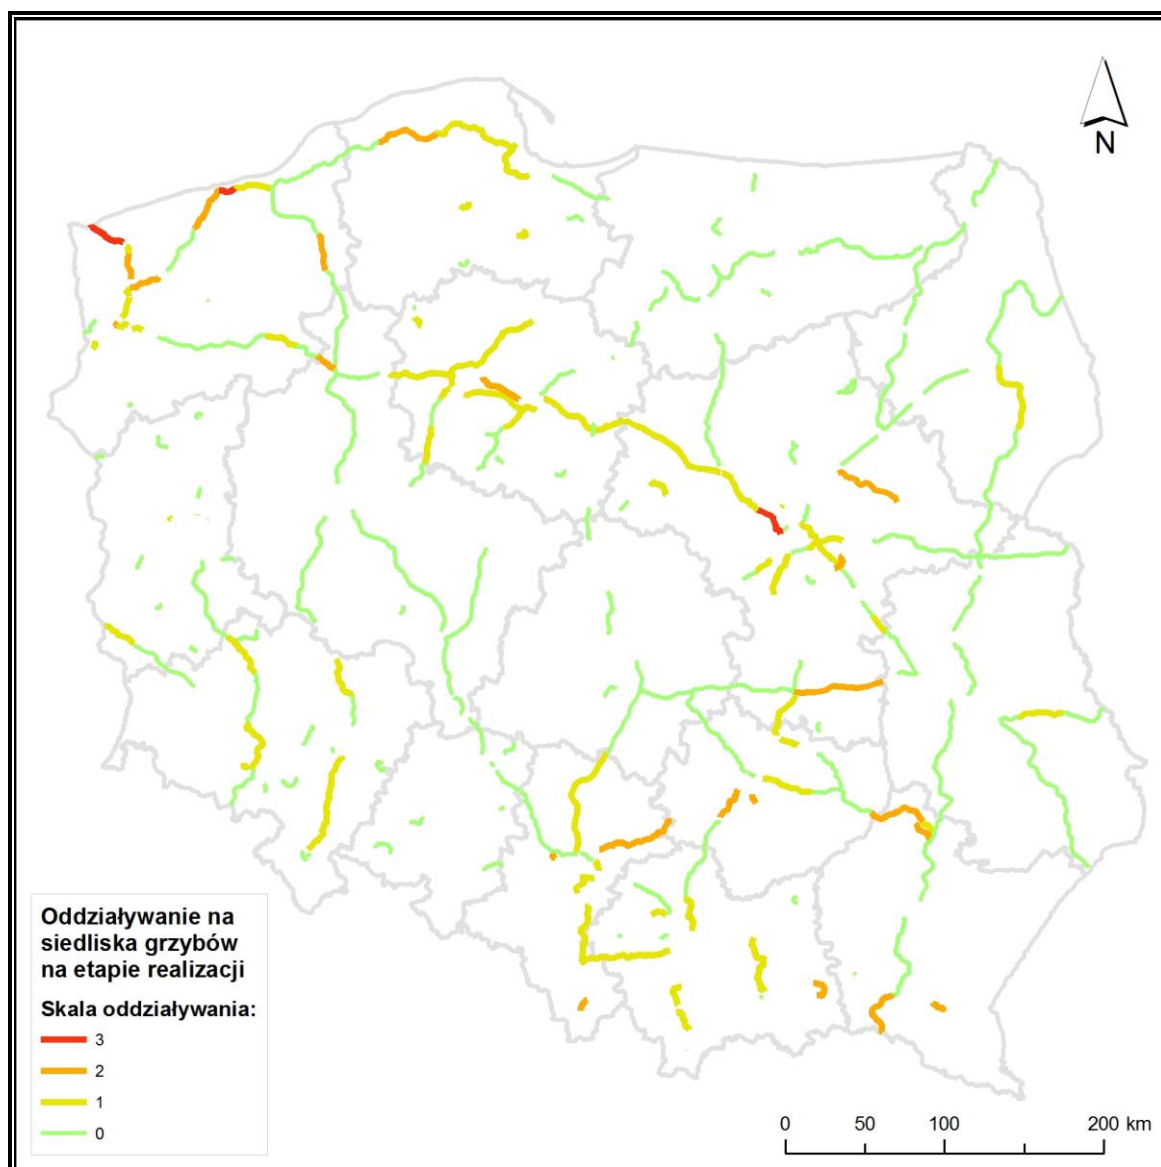 N
Oddziaływanie na
siedliska grzybów
na etapie realizacji
Skala oddziaływania:
3
2
1
0
0 50 100 200 km